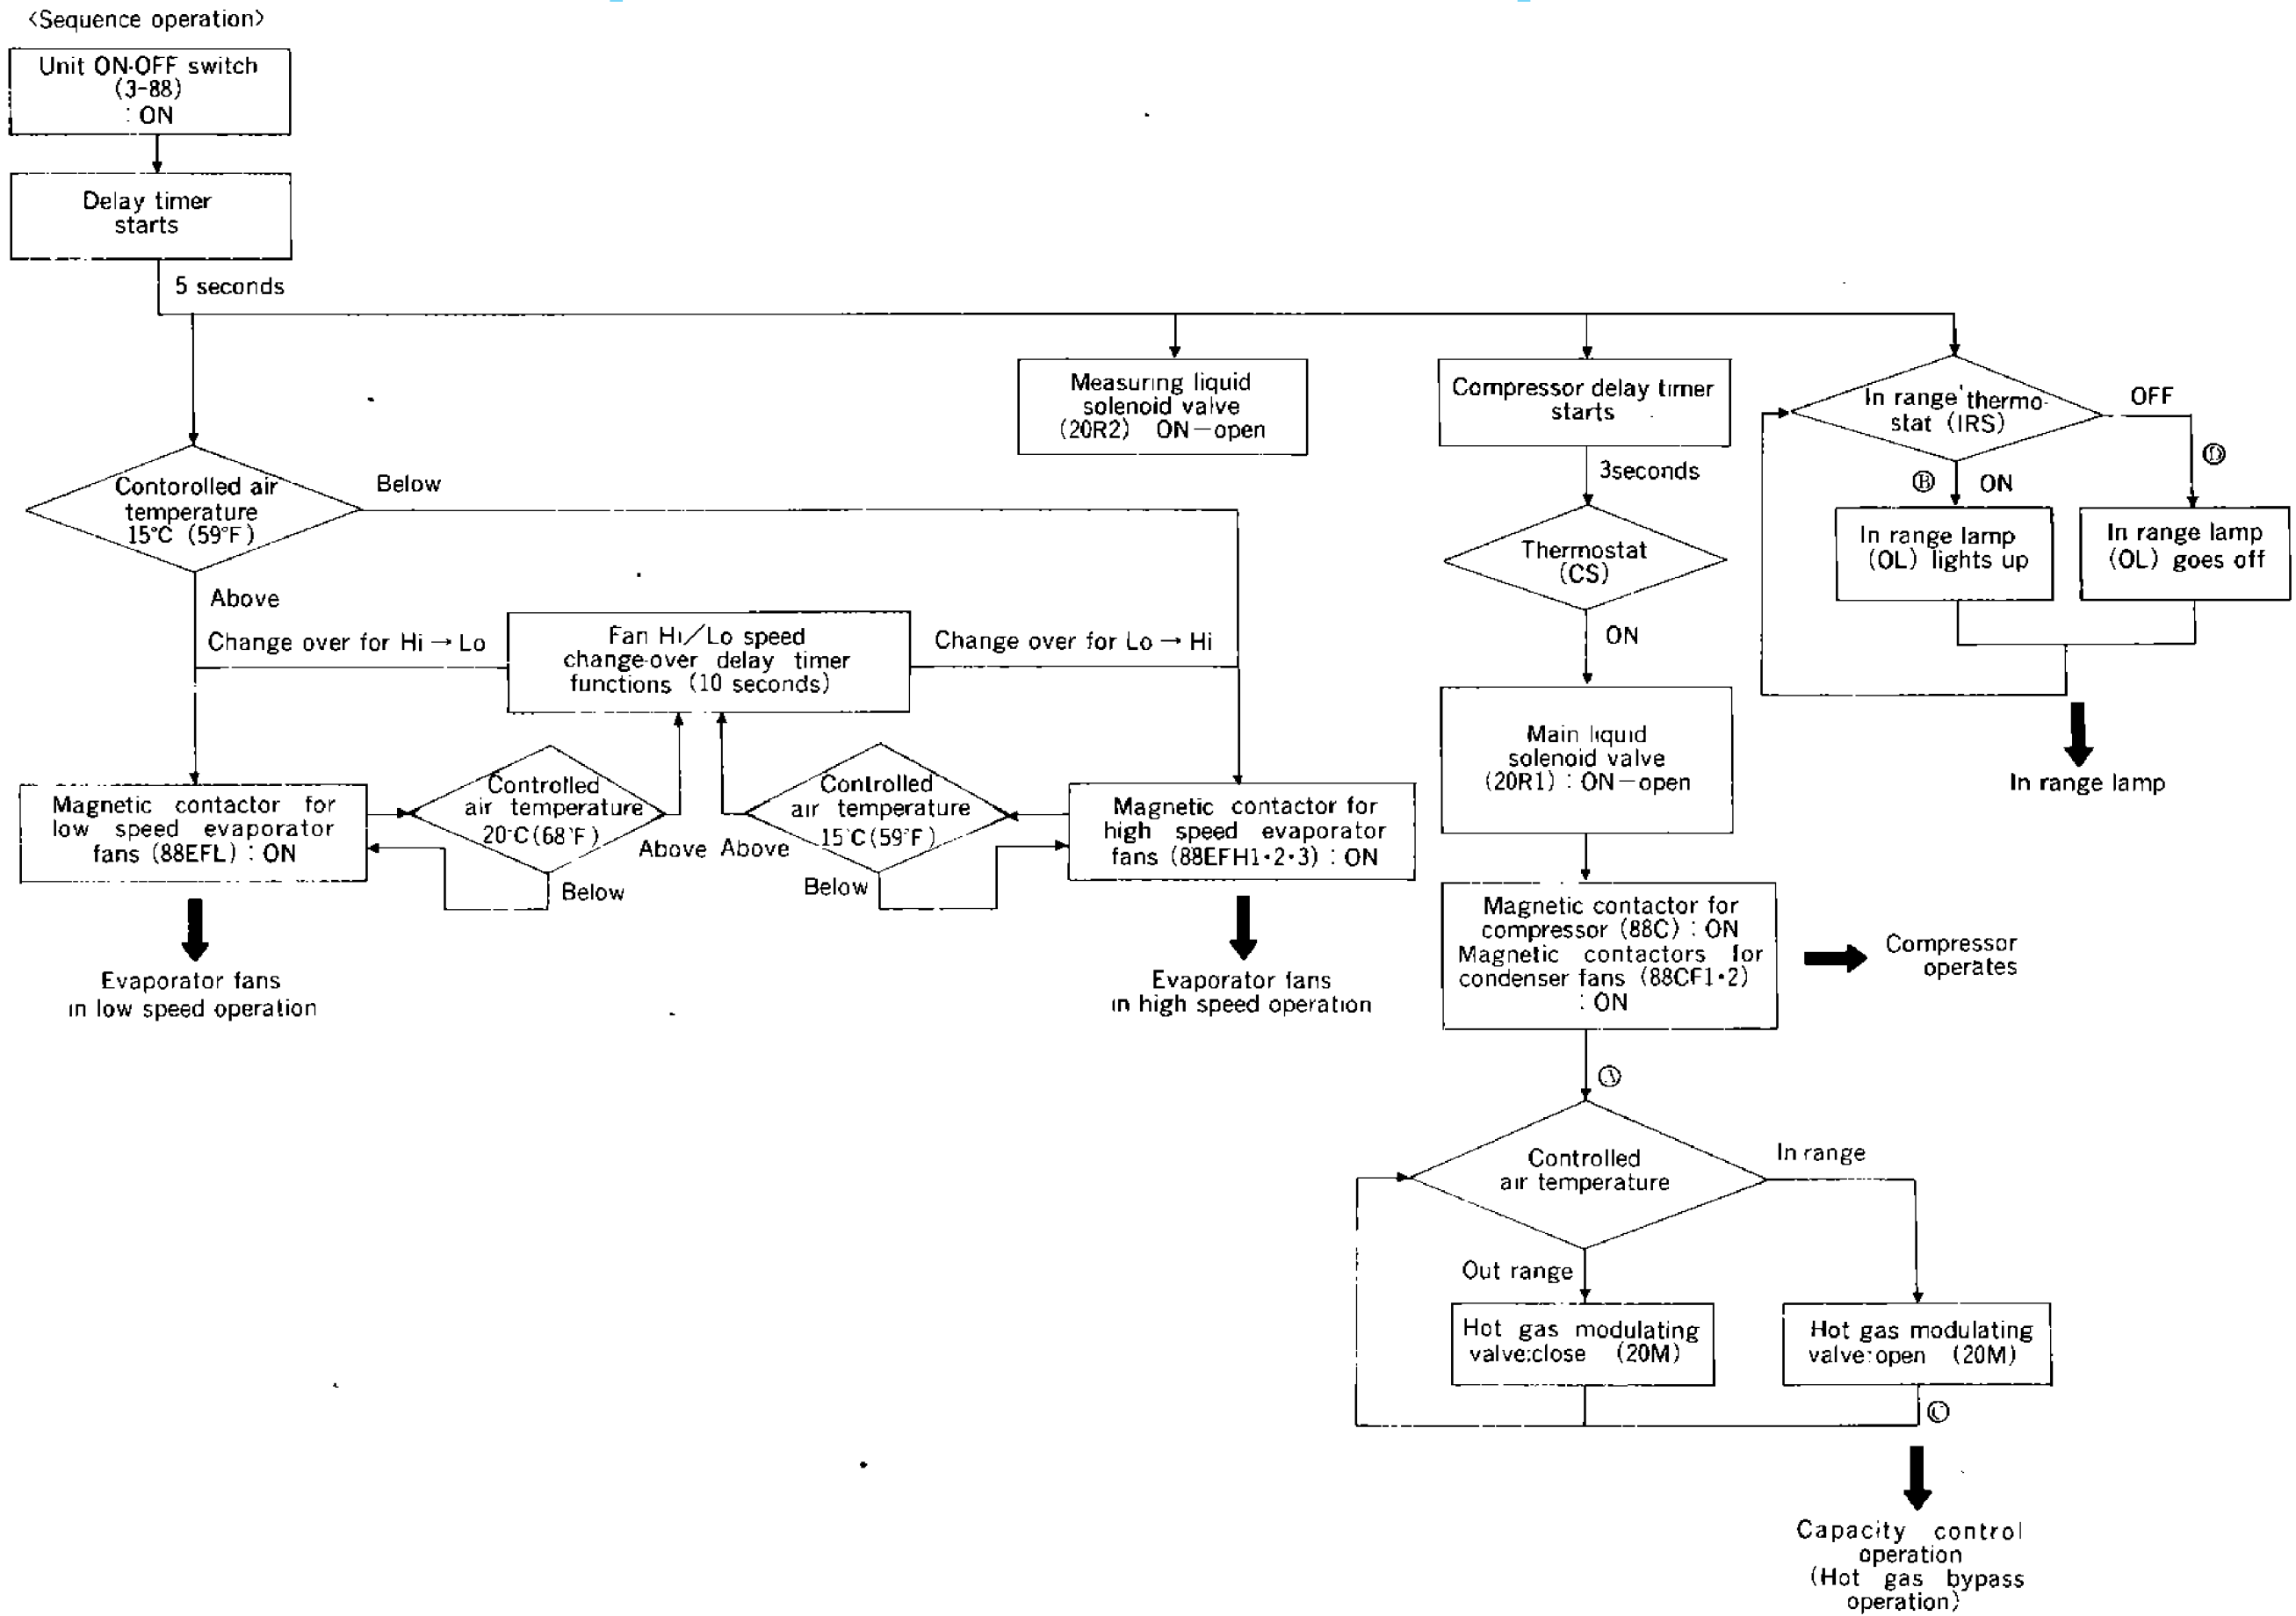 <Sequence operation>
Unit ON-OFF switch
(3-88)
: ON
Delay timer
starts
5 seconds
Contorolled air
temperature
15°C (59°F)
Below
Above
Change over for Hi → Lo
Fan Hi/Lo speed
change-over delay timer
functions (10 seconds)
Change over for Lo → Hi
Magnetic contactor for
low speed evaporator
fans (88EFL) : ON
Controlled
air temperature
20°C (68°F)
Above
Below
Controlled
air temperature
15°C (59°F)
Above
Below
Magnetic contactor for
high speed evaporator
fans (88EFH1·2·3) : ON
Evaporator fans
in low speed operation
Evaporator fans
in high speed operation
Measuring liquid
solenoid valve
(20R2) ON—open
Compressor delay timer
starts
3seconds
Thermostat
(CS)
ON
Main liquid
solenoid valve
(20R1) : ON—open
Magnetic contactor for
compressor (88C) : ON
Magnetic contactors for
condenser fans (88CF1·2)
: ON
Compressor
operates
Ⓐ
Controlled
air temperature
In range
Out range
Hot gas modulating
valve:close (20M)
Hot gas modulating
valve:open (20M)
Ⓒ
Capacity control
operation
(Hot gas bypass
operation)
In range thermo-
stat (IRS)
OFF
Ⓓ
Ⓑ ON
In range lamp
(OL) lights up
In range lamp
(OL) goes off
In range lamp